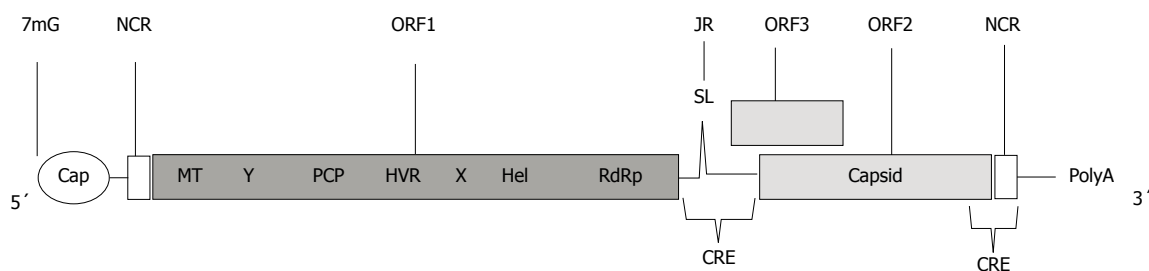 7mG NCR ORF1 JR ORF3 ORF2 NCR
SL
Cap MT Y PCP HVR X Hel RdRp Capsid PolyA
5´ 3´
CRE CRE